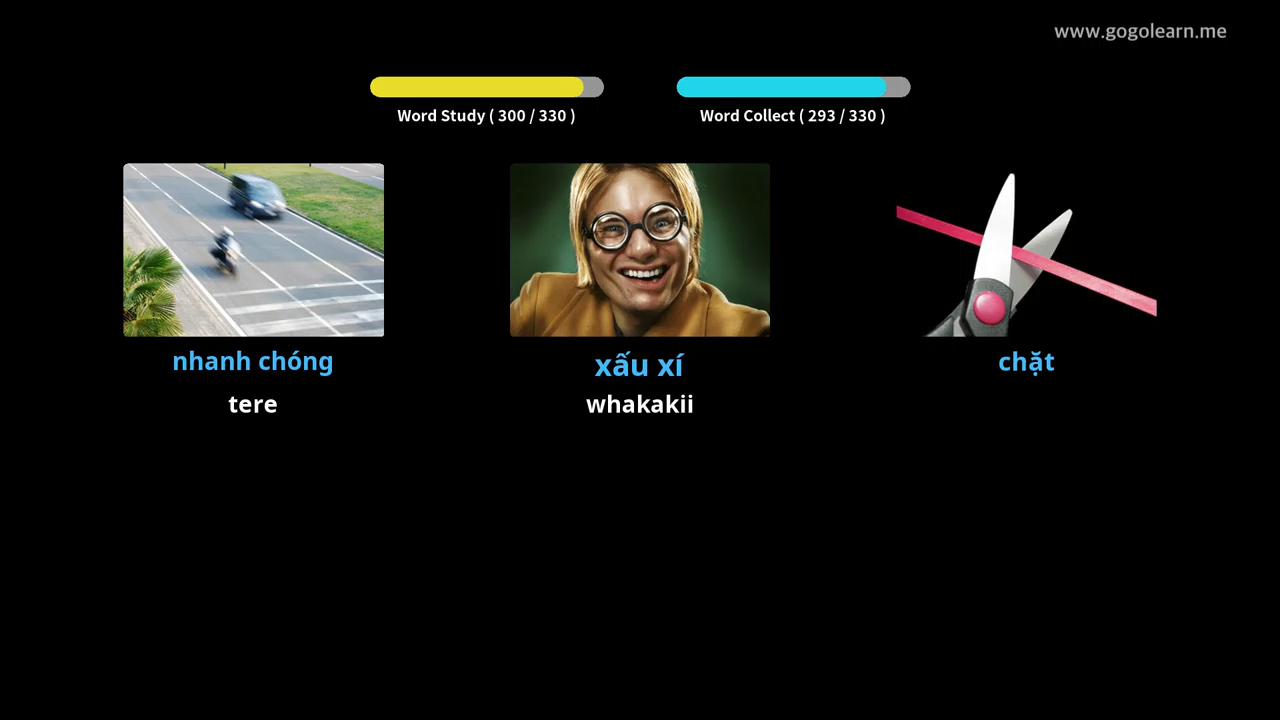 www.gogolearn.me
Word Study ( 300 / 330 )
Word Collect ( 293 / 330 )
nhanh chóng
xấu xí
chặt
tere
whakakii